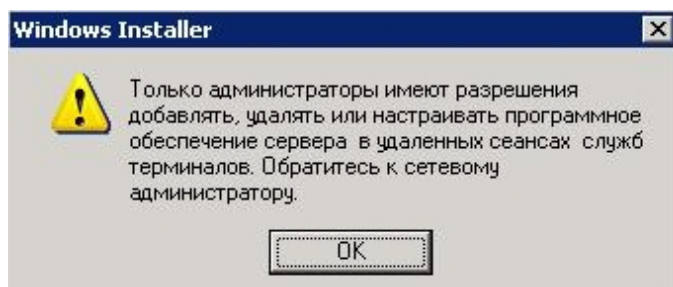 Windows Installer
Только администраторы имеют разрешения
добавлять, удалять или настраивать программное
обеспечение сервера в удаленных сеансах служб
терминалов. Обратитесь к сетевому
администратору.
OK